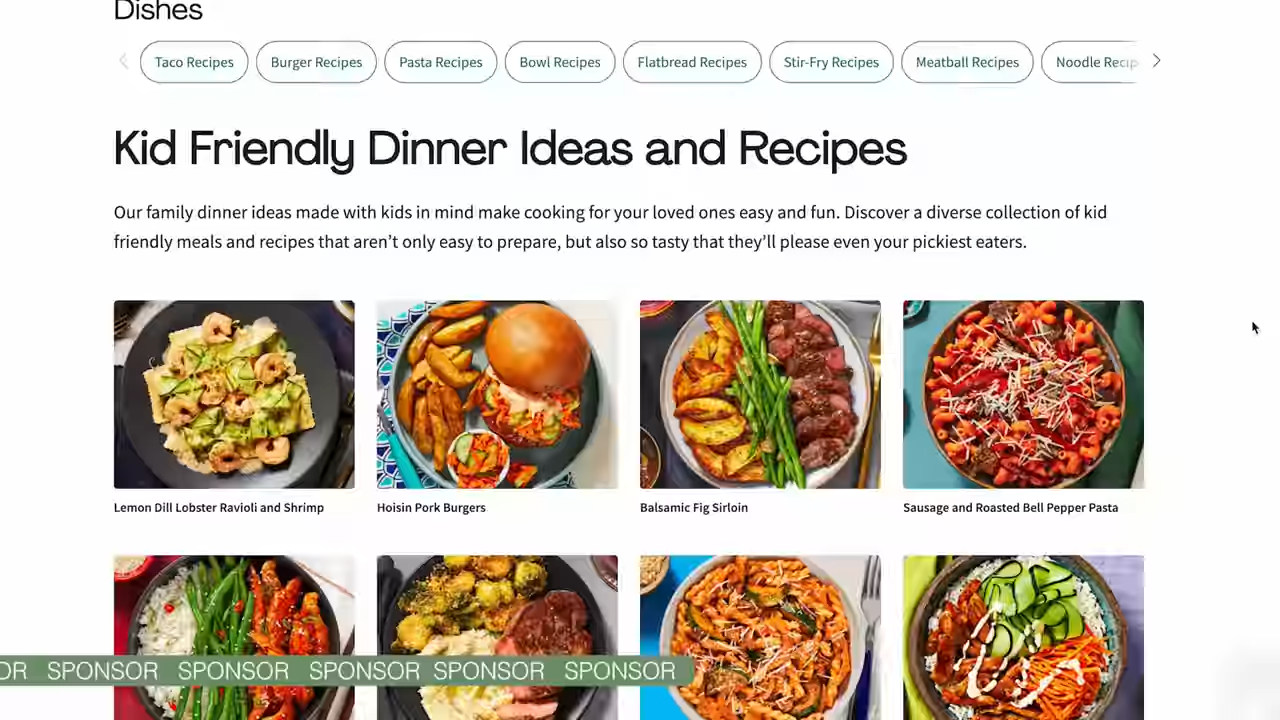 Dishes
Taco Recipes Burger Recipes Pasta Recipes Bowl Recipes Flatbread Recipes Stir-Fry Recipes Meatball Recipes Noodle Recip
Kid Friendly Dinner Ideas and Recipes
Our family dinner ideas made with kids in mind make cooking for your loved ones easy and fun. Discover a diverse collection of kid
friendly meals and recipes that aren't only easy to prepare, but also so tasty that they'll please even your pickiest eaters.
Lemon Dill Lobster Ravioli and Shrimp
Hoisin Pork Burgers
Balsamic Fig Sirloin
Sausage and Roasted Bell Pepper Pasta
OR SPONSOR SPONSOR SPONSOR SPONSOR SPONSOR